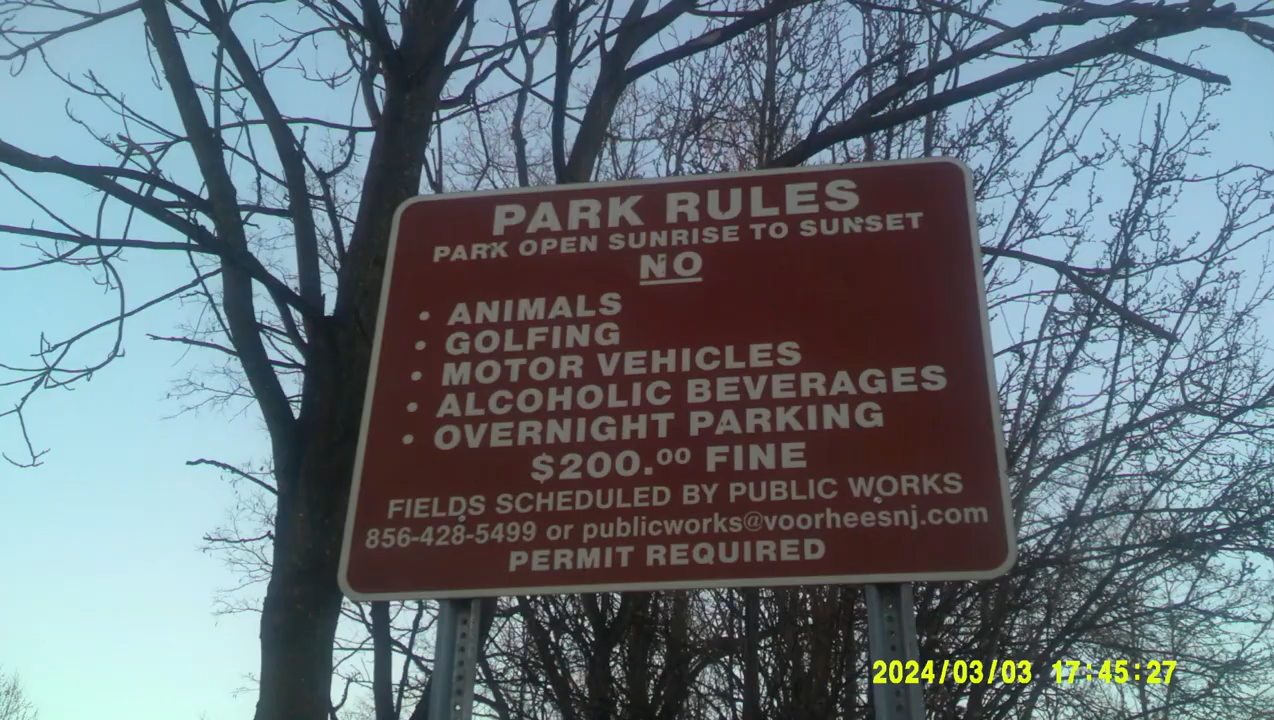 PARK RULES
PARK OPEN SUNRISE TO SUNSET
NO
• ANIMALS
• GOLFING
• MOTOR VEHICLES
• ALCOHOLIC BEVERAGES
• OVERNIGHT PARKING
$200.00 FINE
FIELDS SCHEDULED BY PUBLIC WORKS
856-428-5499 or publicworks@voorheesnj.com
PERMIT REQUIRED
2024/03/03 17:45:27